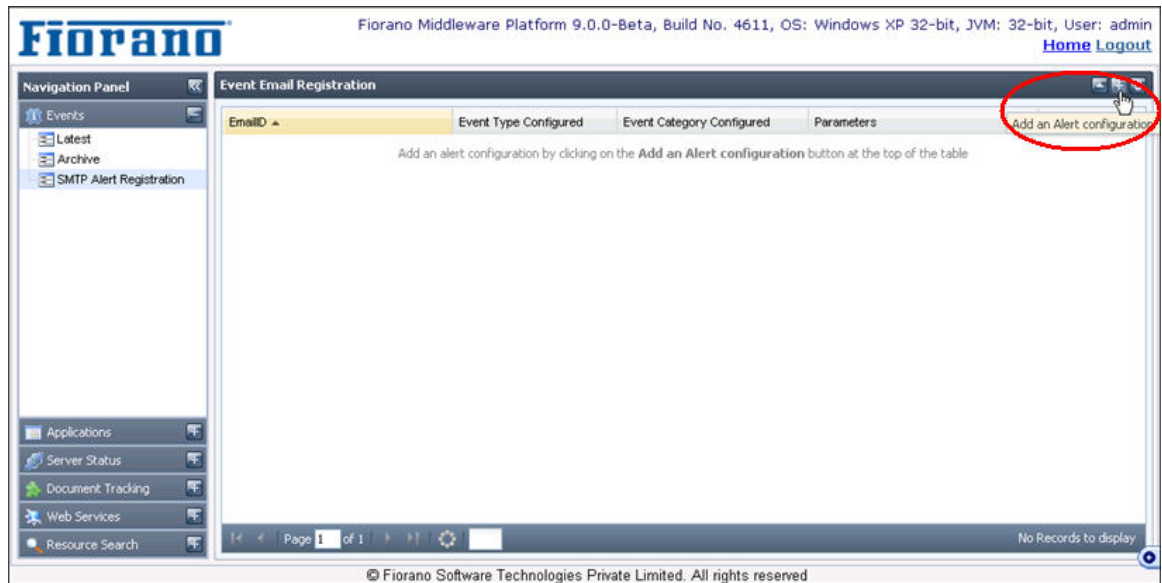 Fiorano
Fiorano Middleware Platform 9.0.0-Beta, Build No. 4611, OS: Windows XP 32-bit, JVM: 32-bit, User: admin
Home Logout
Navigation Panel
Event Email Registration
Events
Latest
Archive
SMTP Alert Registration
EmailID
Event Type Configured
Event Category Configured
Parameters
Add an Alert configuration
Add an alert configuration by clicking on the Add an Alert configuration button at the top of the table
Applications
Server Status
Document Tracking
Web Services
Resource Search
Page 1 of 1
No Records to display
© Fiorano Software Technologies Private Limited. All rights reserved